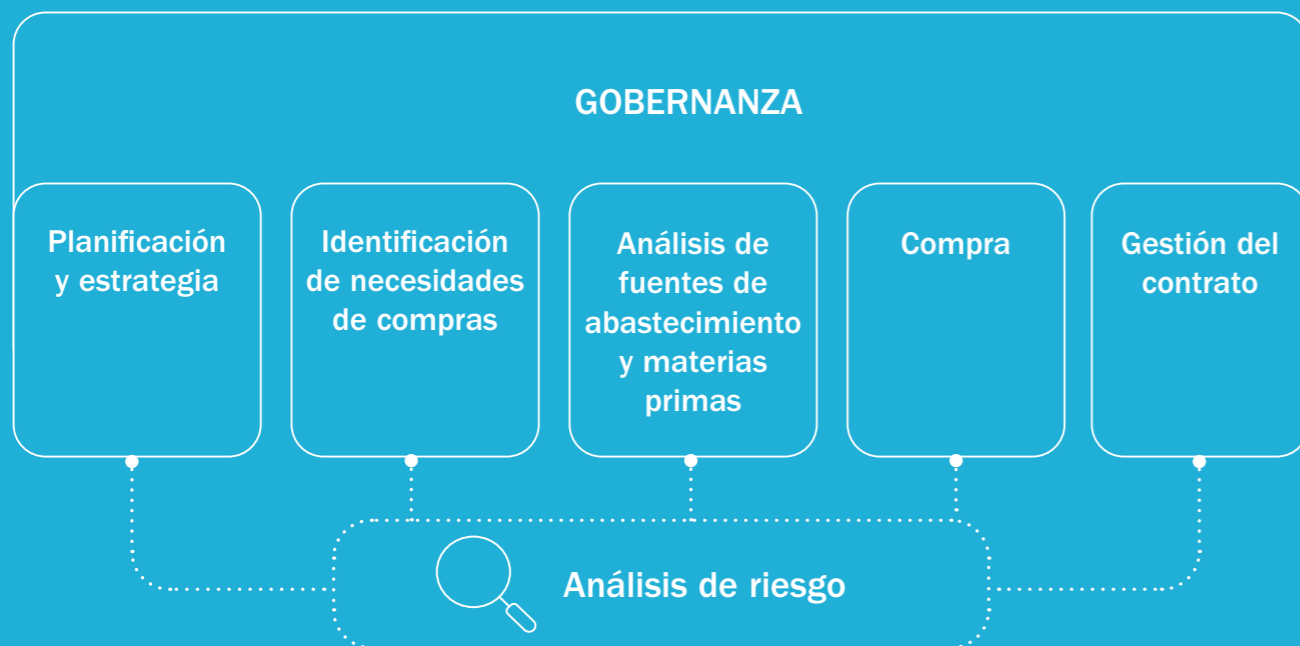 GOBERNANZA
Planificación
y estrategia
Identificación
de necesidades
de compras
Análisis de
fuentes de
abastecimiento
y materias
primas
Compra
Gestión del
contrato
Análisis de riesgo